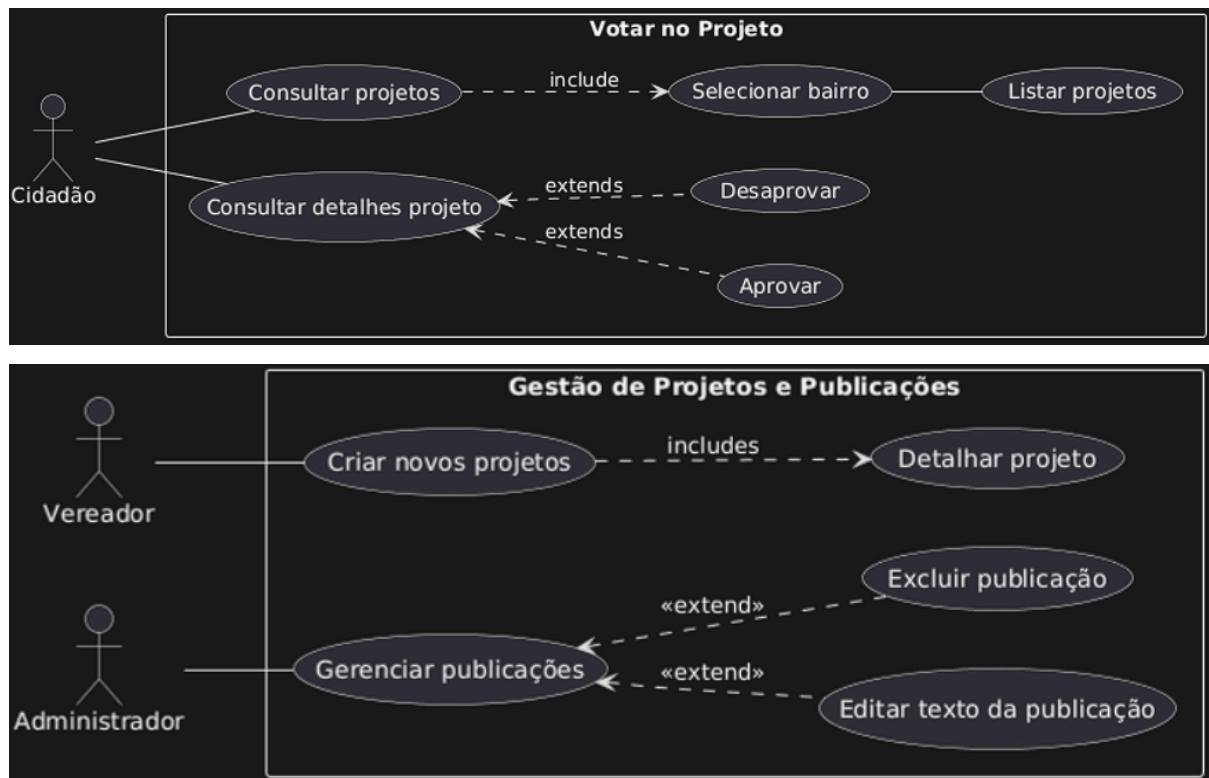 Votar no Projeto
Consultar projetos
include
Selecionar bairro
Listar projetos
Cidadão
Consultar detalhes projeto
extends
Desaprovar
extends
Aprovar
Gestão de Projetos e Publicações
Vereador
Criar novos projetos
includes
Detalhar projeto
Administrador
Gerenciar publicações
«extend»
Excluir publicação
«extend»
Editar texto da publicação